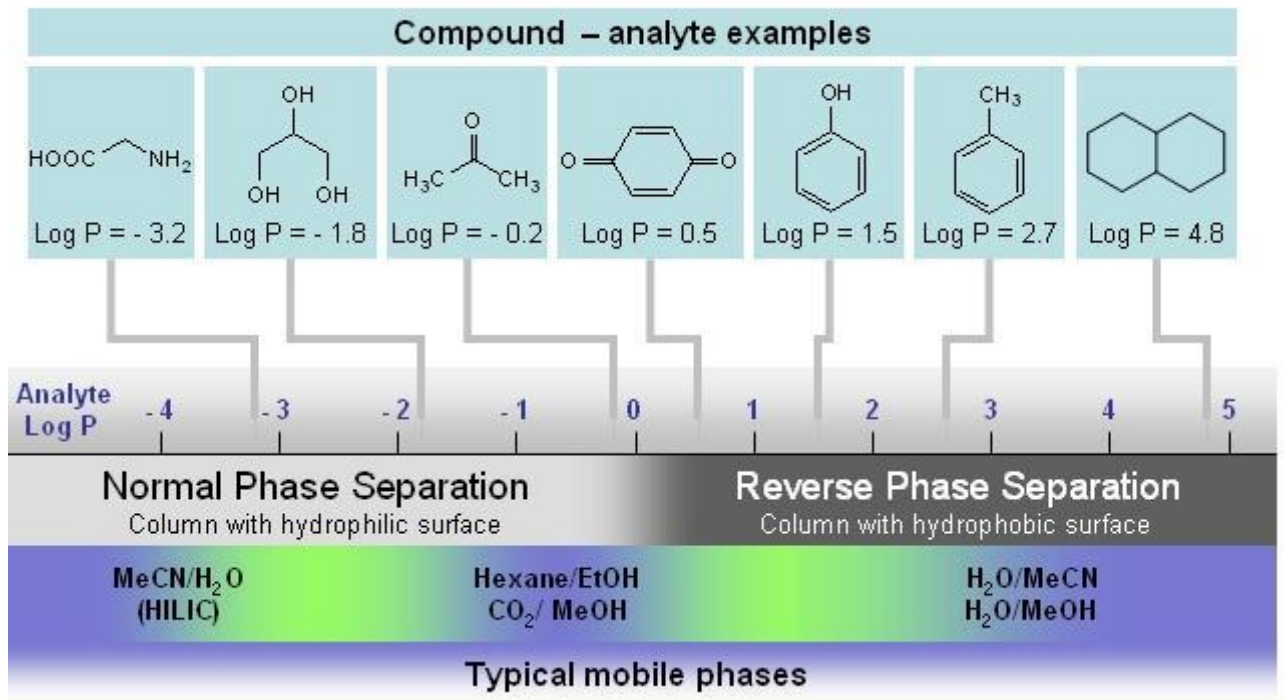 Compound – analyte examples
HOOC NH₂
OH
OH OH
O
H₃C CH₃
O O
OH
CH₃
Log P = - 3.2
Log P = - 1.8
Log P = - 0.2
Log P = 0.5
Log P = 1.5
Log P = 2.7
Log P = 4.8
Analyte
Log P
- 4 - 3 - 2 - 1 0 1 2 3 4 5
Normal Phase Separation
Column with hydrophilic surface
Reverse Phase Separation
Column with hydrophobic surface
MeCN/H₂O
(HILIC)
Hexane/EtOH
CO₂/ MeOH
H₂O/MeCN
H₂O/MeOH
Typical mobile phases